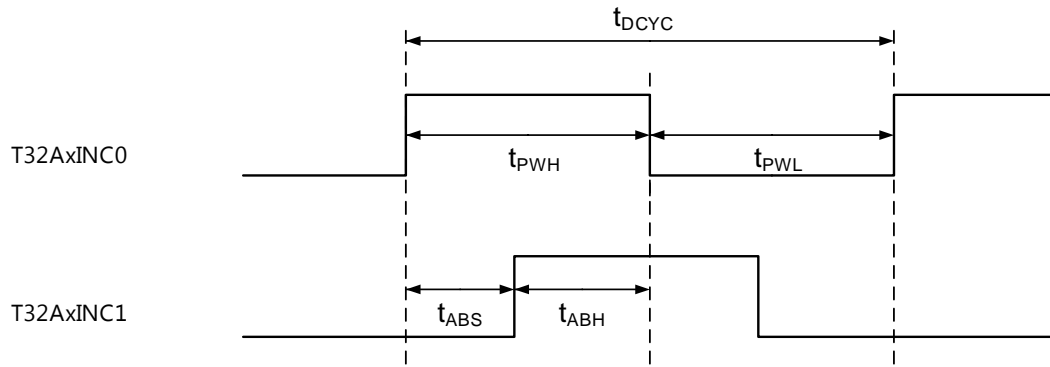 tDCYC
T32AxINC0
tPWH
tPWL
T32AxINC1
tABS
tABH